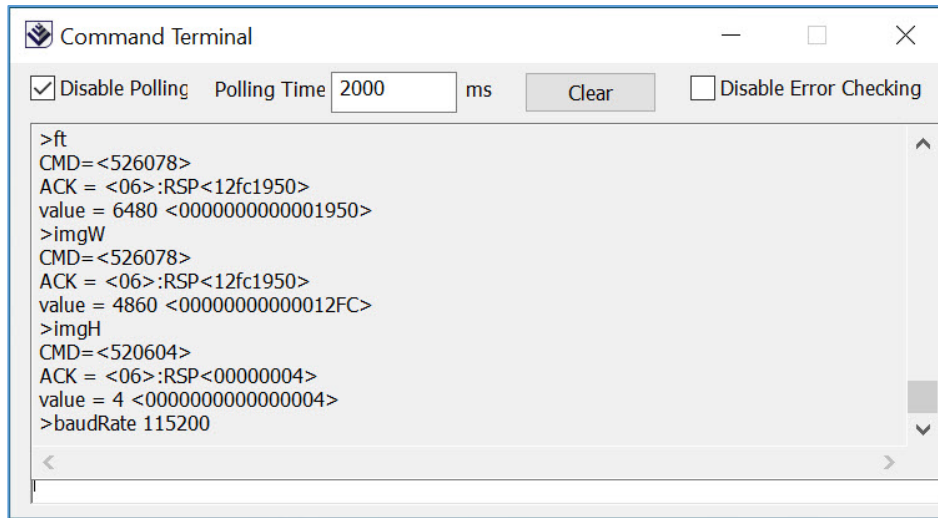 Command Terminal
Disable Polling Polling Time 2000 ms Clear Disable Error Checking
>ft
CMD=<526078>
ACK = <06>:RSP<12fc1950>
value = 6480 <0000000000001950>
>imgW
CMD=<526078>
ACK = <06>:RSP<12fc1950>
value = 4860 <00000000000012FC>
>imgH
CMD=<520604>
ACK = <06>:RSP<00000004>
value = 4 <0000000000000004>
>baudRate 115200